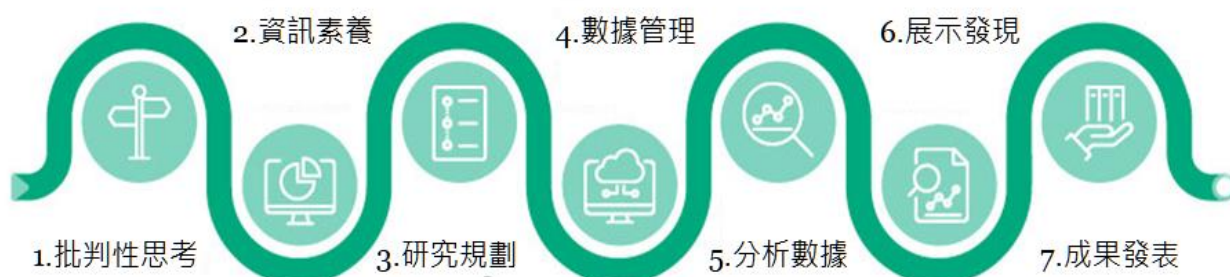 1.批判性思考
2.資訊素養
3.研究規劃
4.數據管理
5.分析數據
6.展示發現
7.成果發表